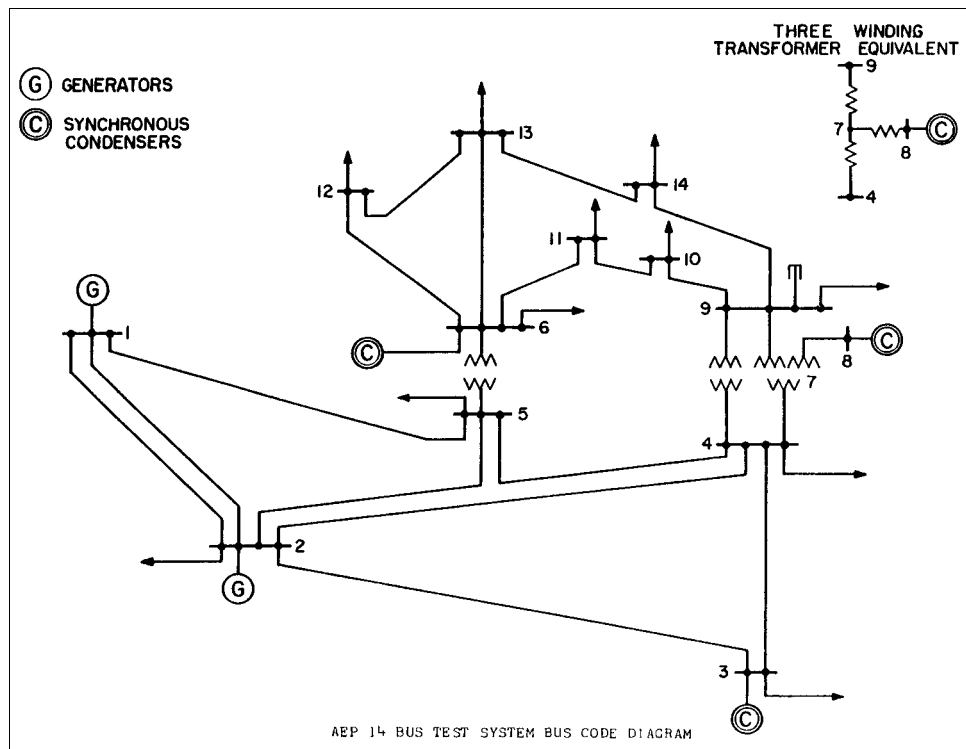 THREE WINDING
TRANSFORMER EQUIVALENT
G GENERATORS
C SYNCHRONOUS
CONDENSERS
9
7
C
8
4
13
12
14
11
10
G
1
9
6
C
C
8
7
5
4
2
G
3
C
AEP 14 BUS TEST SYSTEM BUS CODE DIAGRAM